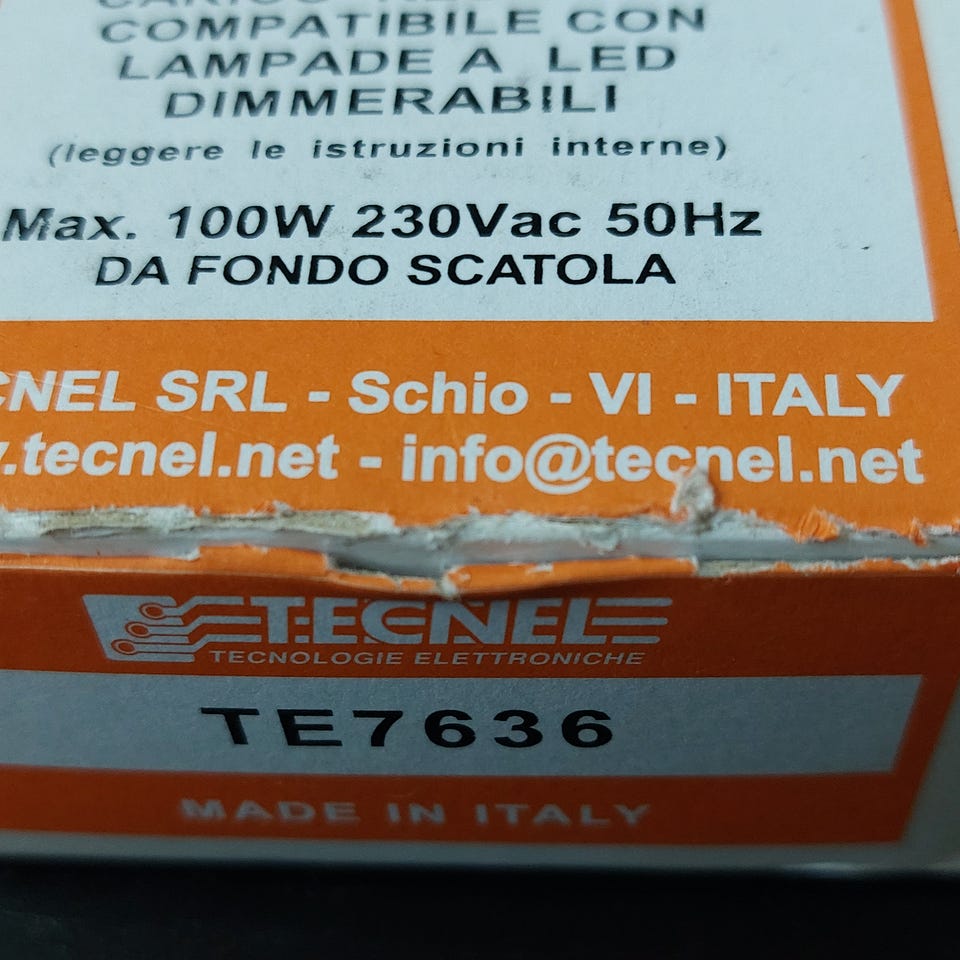 COMPATIBILE CON
LAMPADE A LED
DIMMERABILI
(leggere le istruzioni interne)
Max. 100W 230Vac 50Hz
DA FONDO SCATOLA
CNEL SRL - Schio - VI - ITALY
.tecnel.net - info@tecnel.net
TECNEL
TECNOLOGIE ELETTRONICHE
TE7636
MADE IN ITALY